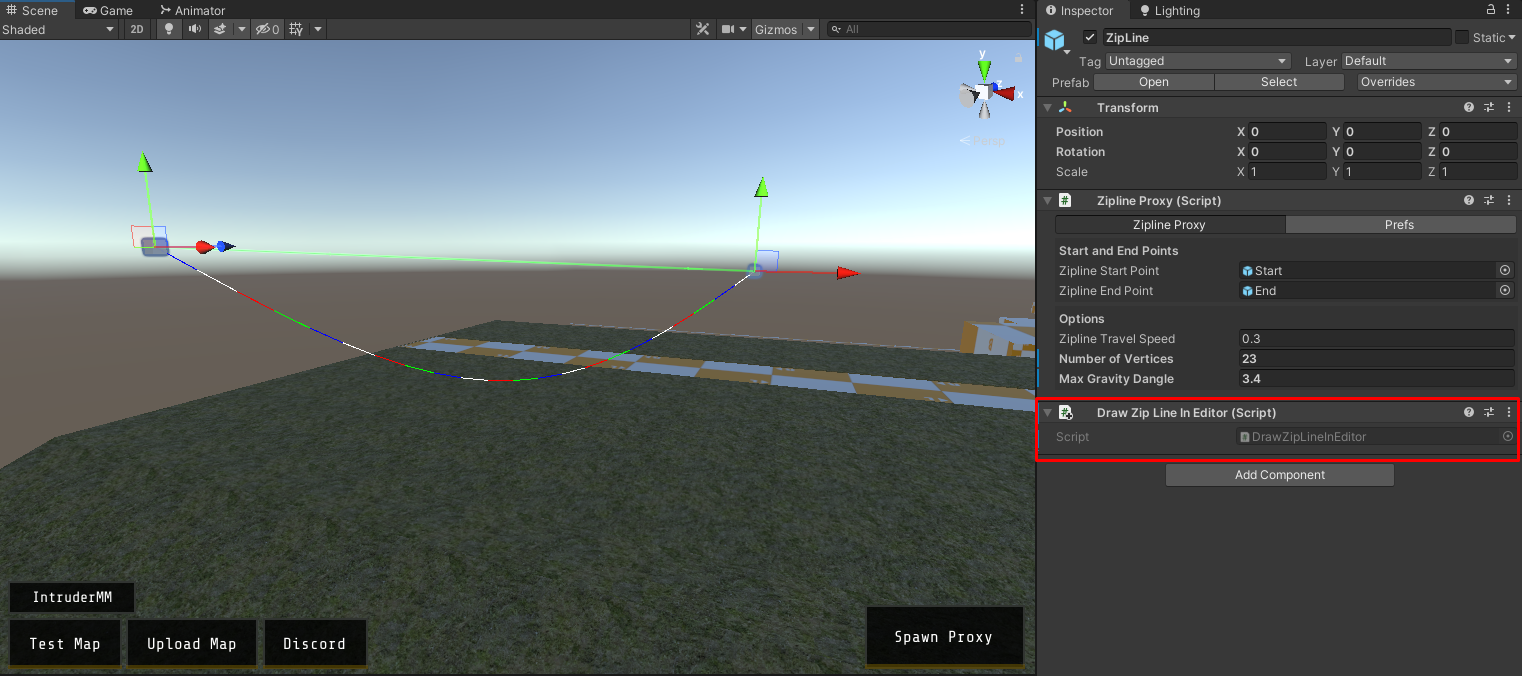 Scene Game Animator
Shaded 2D 0 Gizmos All
y
z
x
Persp
IntruderMM
Test Map Upload Map Discord Spawn Proxy
Inspector Lighting
ZipLine Static
Tag Untagged Layer Default
Prefab Open Select Overrides
Transform
Position X 0 Y 0 Z 0
Rotation X 0 Y 0 Z 0
Scale X 1 Y 1 Z 1
# Zipline Proxy (Script)
Zipline Proxy Prefs
Start and End Points
Zipline Start Point Start
Zipline End Point End
Options
Zipline Travel Speed 0.3
Number of Vertices 23
Max Gravity Dangle 3.4
# Draw Zip Line In Editor (Script)
Script # DrawZipLineInEditor
Add Component